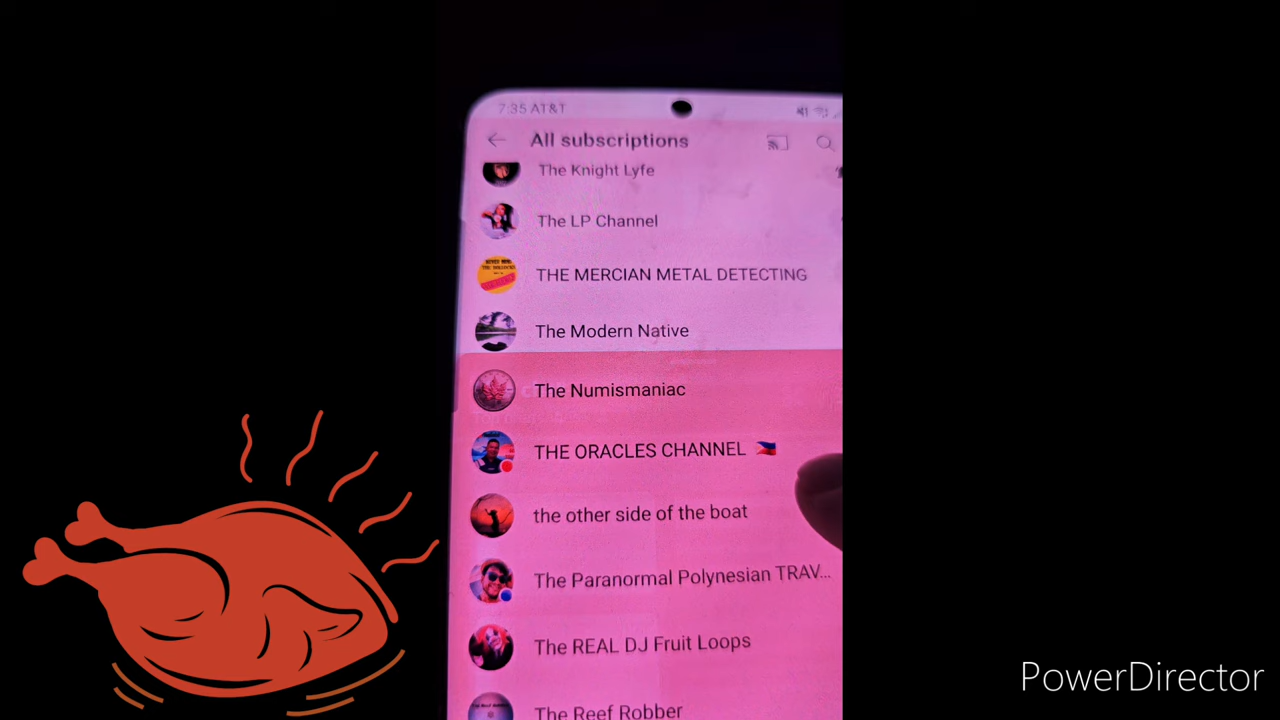 7:35 AT&T
All subscriptions
The Knight Lyfe
The LP Channel
THE MERCIAN METAL DETECTING
The Modern Native
The Numismaniac
THE ORACLES CHANNEL 🇵🇭
the other side of the boat
The Paranormal Polynesian TRAV...
The REAL DJ Fruit Loops
The Reef Robber
PowerDirector